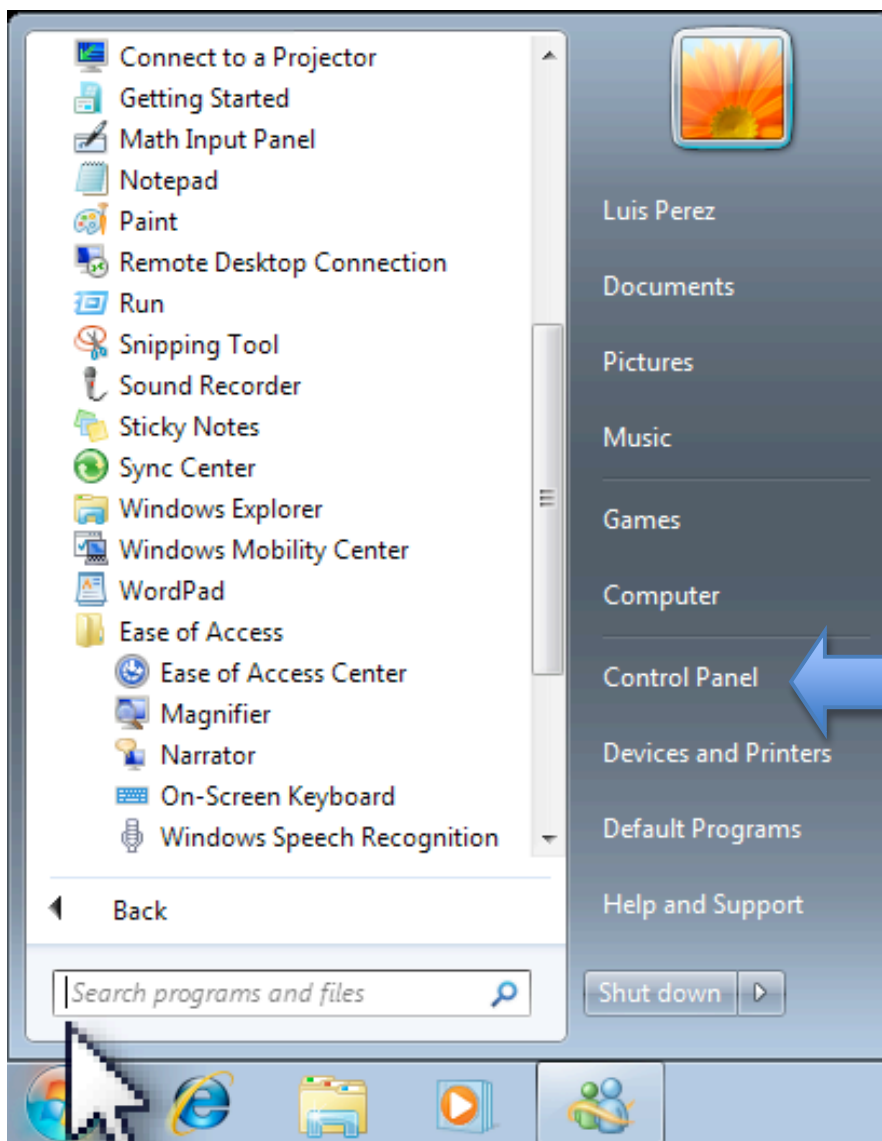 Connect to a Projector
Getting Started
Math Input Panel
Notepad
Paint
Remote Desktop Connection
Run
Snipping Tool
Sound Recorder
Sticky Notes
Sync Center
Windows Explorer
Windows Mobility Center
WordPad
Ease of Access
Ease of Access Center
Magnifier
Narrator
On-Screen Keyboard
Windows Speech Recognition
Back
Search programs and files
Luis Perez
Documents
Pictures
Music
Games
Computer
Control Panel
Devices and Printers
Default Programs
Help and Support
Shut down